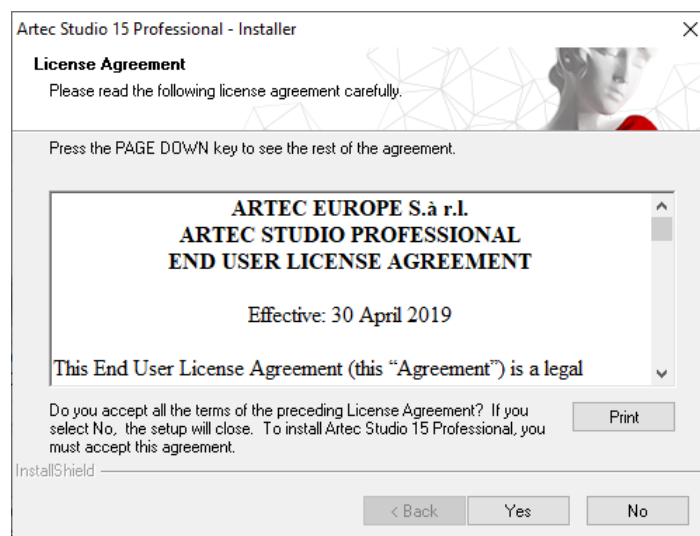 Artec Studio 15 Professional - Installer
License Agreement
Please read the following license agreement carefully.
Press the PAGE DOWN key to see the rest of the agreement.
ARTEC EUROPE S.à r.l.
ARTEC STUDIO PROFESSIONAL
END USER LICENSE AGREEMENT
Effective: 30 April 2019
This End User License Agreement (this “Agreement”) is a legal
Do you accept all the terms of the preceding License Agreement? If you
select No, the setup will close. To install Artec Studio 15 Professional, you
must accept this agreement.
Print
InstallShield
< Back
Yes
No